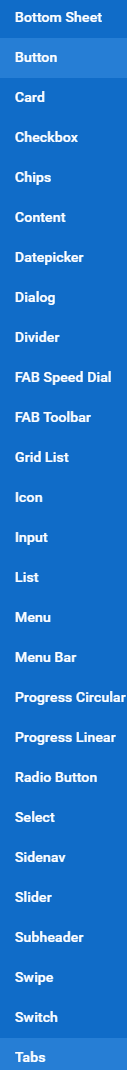 Bottom Sheet
Button
Card
Checkbox
Chips
Content
Datepicker
Dialog
Divider
FAB Speed Dial
FAB Toolbar
Grid List
Icon
Input
List
Menu
Menu Bar
Progress Circular
Progress Linear
Radio Button
Select
Sidenav
Slider
Subheader
Swipe
Switch
Tabs